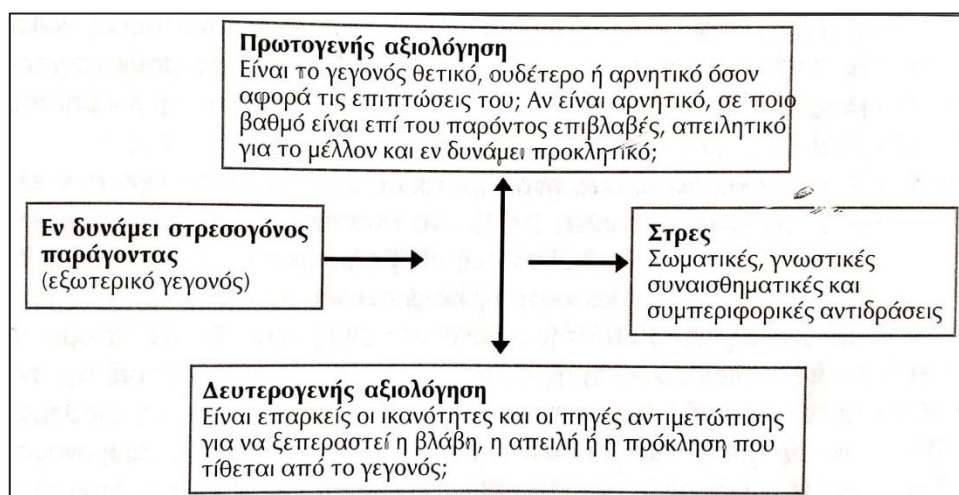 Πρωτογενής αξιολόγηση
Είναι το γεγονός θετικό, ουδέτερο ή αρνητικό όσον
αφορά τις επιπτώσεις του; Αν είναι αρνητικό, σε ποιο
βαθμό είναι επί του παρόντος επιβλαβές, απειλητικό
για το μέλλον και εν δυνάμει προκλητικό;
Εν δυνάμει στρεσογόνος
παράγοντας
(εξωτερικό γεγονός)
Στρες
Σωματικές, γνωστικές
συναισθηματικές και
συμπεριφορικές αντιδράσεις
Δευτερογενής αξιολόγηση
Είναι επαρκείς οι ικανότητες και οι πηγές αντιμετώπισης
για να ξεπεραστεί η βλάβη, η απειλή ή η πρόκληση που
τίθεται από το γεγονός;